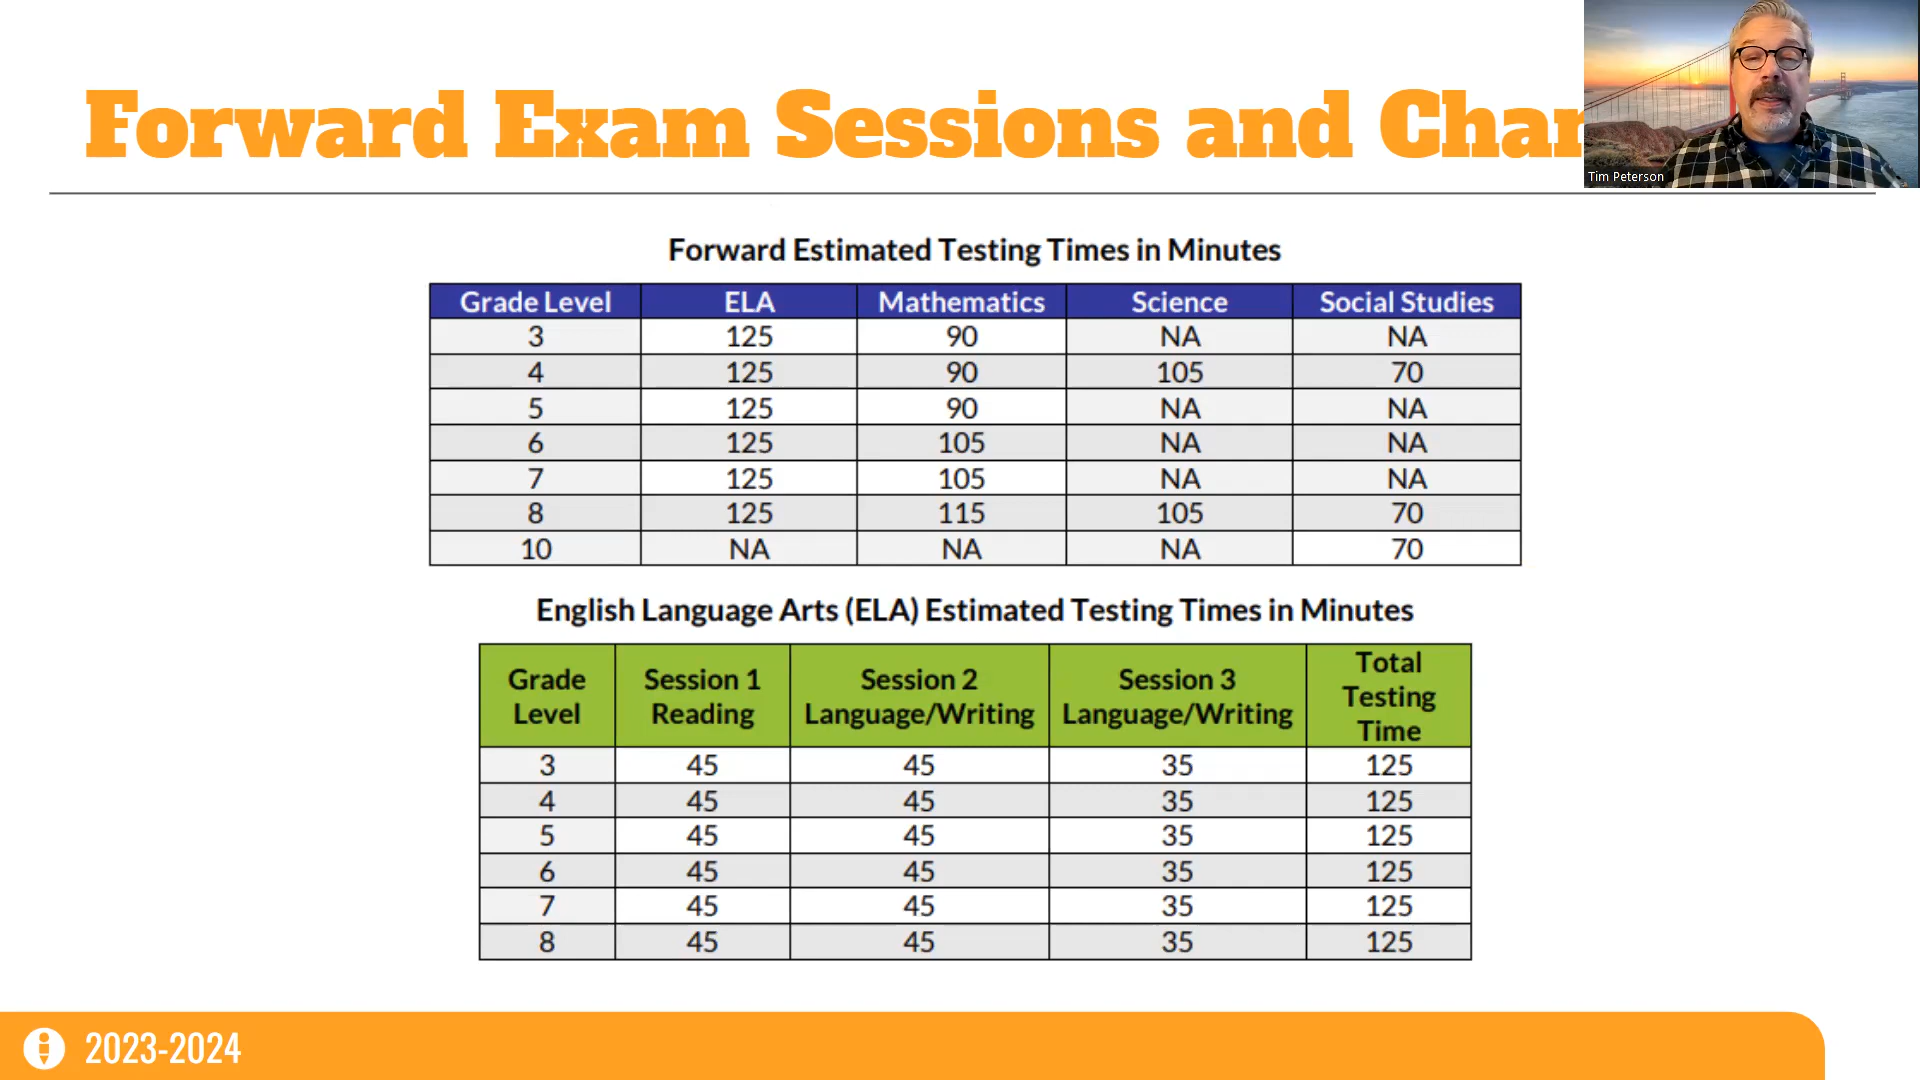 Forward Exam Sessions and Chan
Tim Peterson
Forward Estimated Testing Times in Minutes
Grade Level ELA Mathematics Science Social Studies
3 125 90 NA NA
4 125 90 105 70
5 125 90 NA NA
6 125 105 NA NA
7 125 105 NA NA
8 125 115 105 70
10 NA NA NA 70
English Language Arts (ELA) Estimated Testing Times in Minutes
Grade Level Session 1 Reading Session 2 Language/Writing Session 3 Language/Writing Total Testing Time
3 45 45 35 125
4 45 45 35 125
5 45 45 35 125
6 45 45 35 125
7 45 45 35 125
8 45 45 35 125
2023-2024